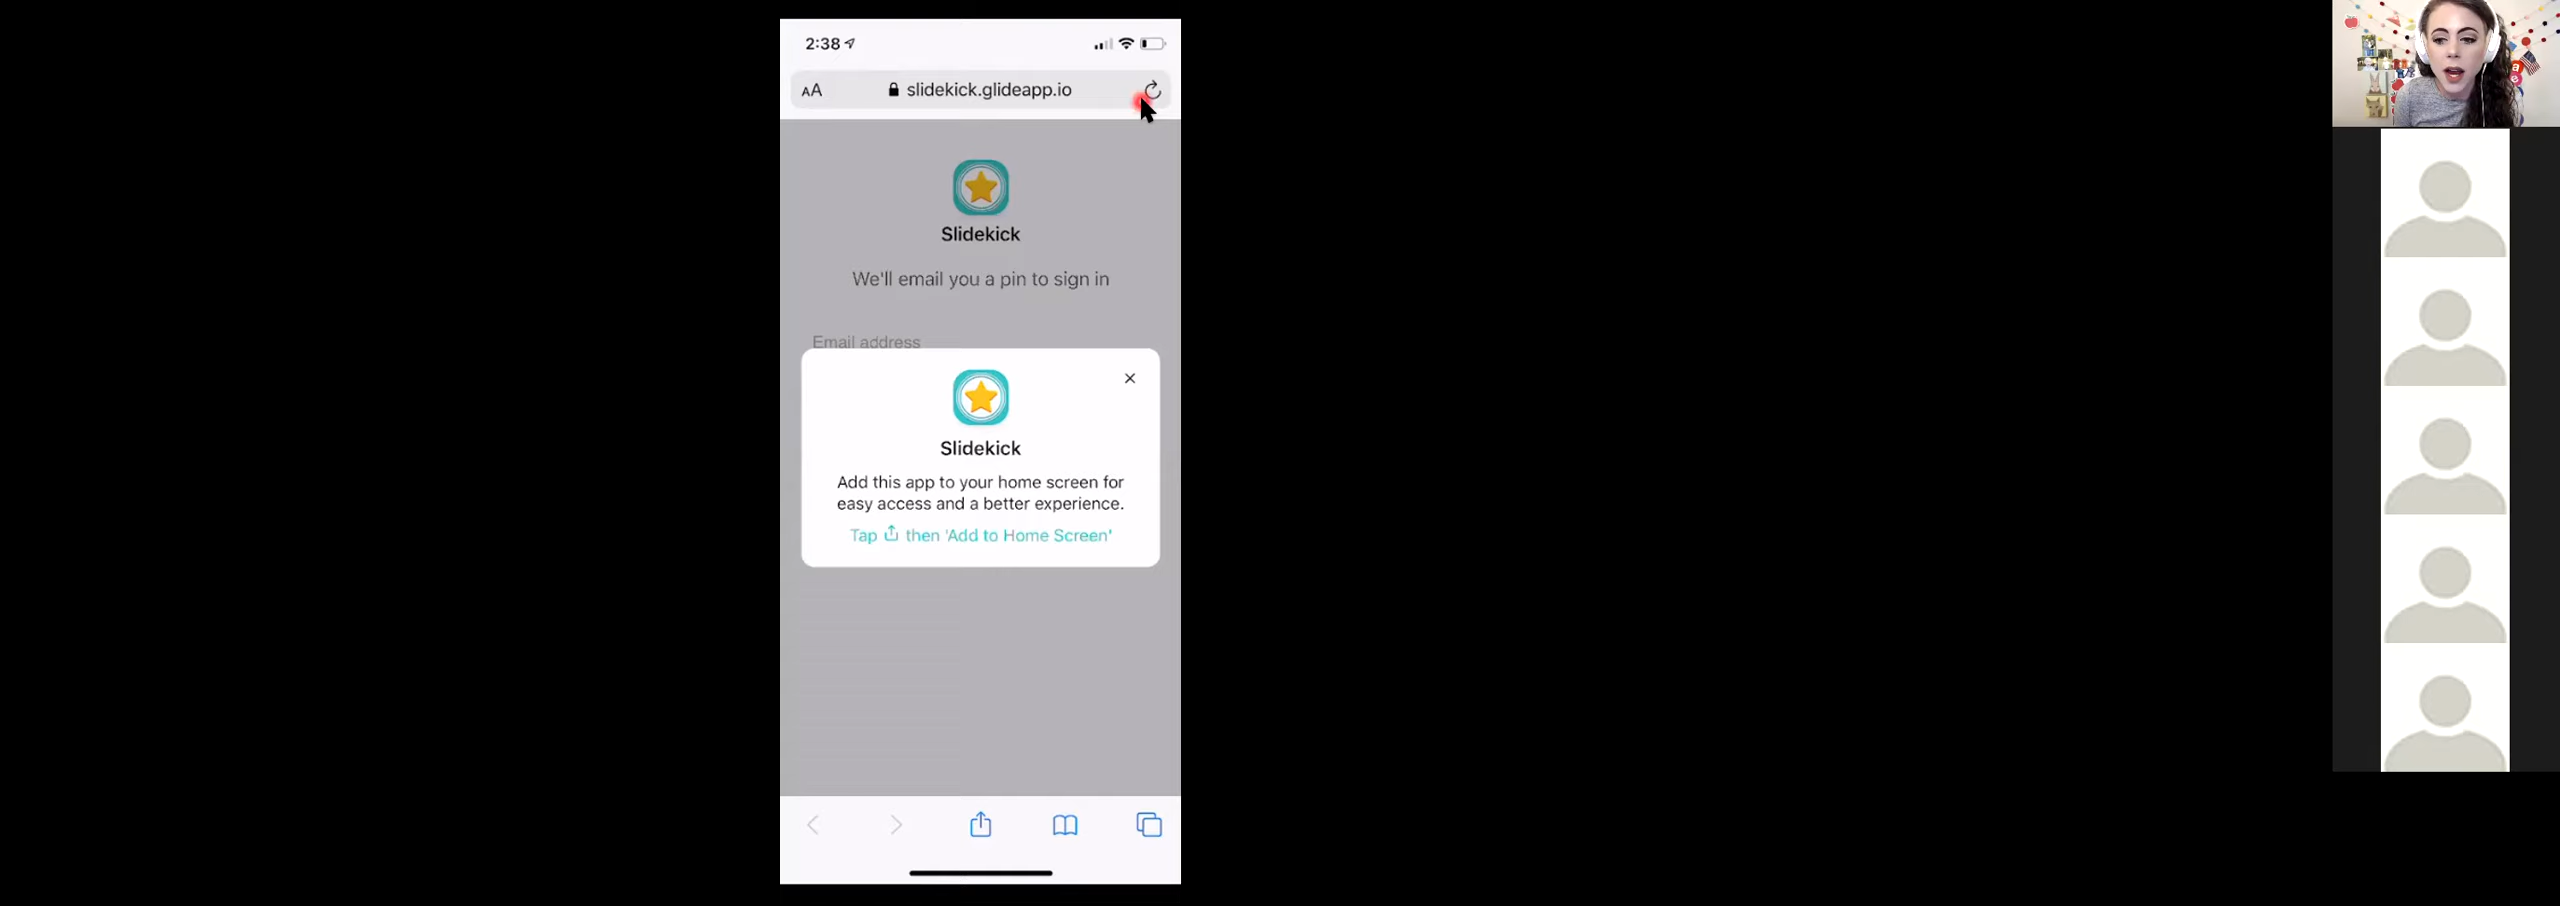 2:38
AA slidekick.glideapp.io
Slidekick
We'll email you a pin to sign in
Email address
Slidekick
Add this app to your home screen for
easy access and a better experience.
Tap then 'Add to Home Screen'